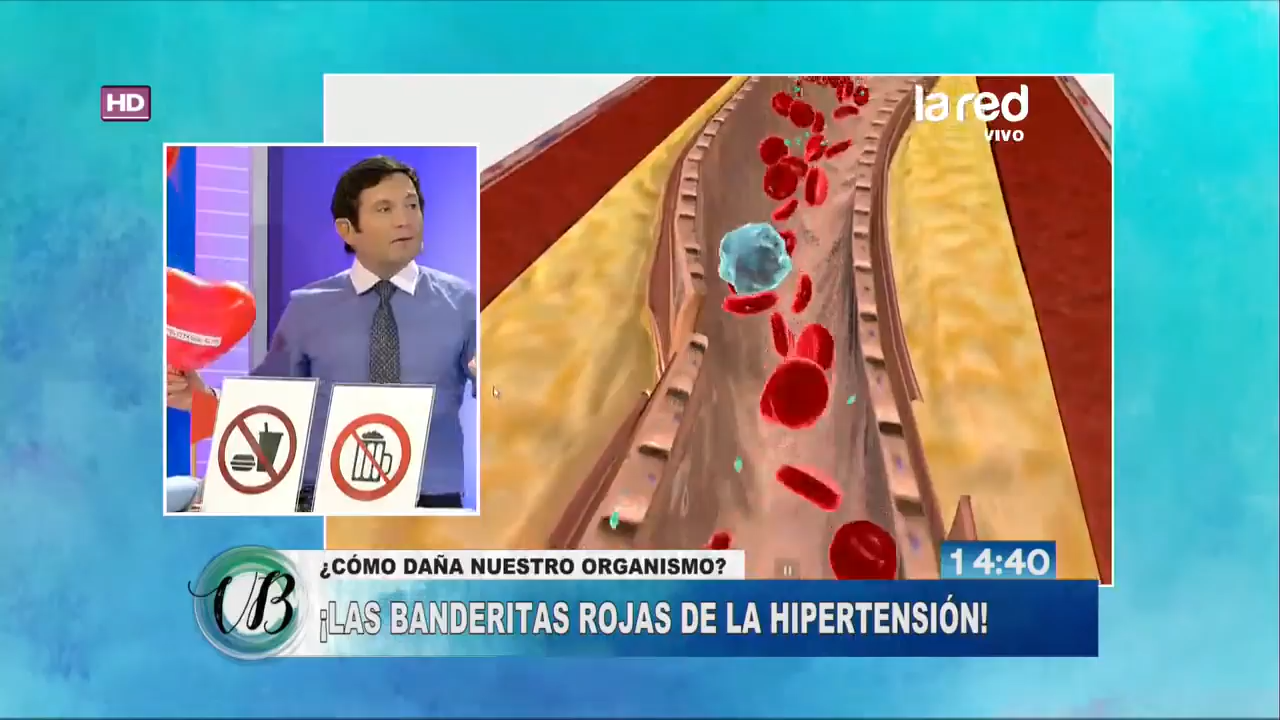 HD
la red
VIVO
¿CÓMO DAÑA NUESTRO ORGANISMO?
14:40
VB
¡LAS BANDERITAS ROJAS DE LA HIPERTENSIÓN!